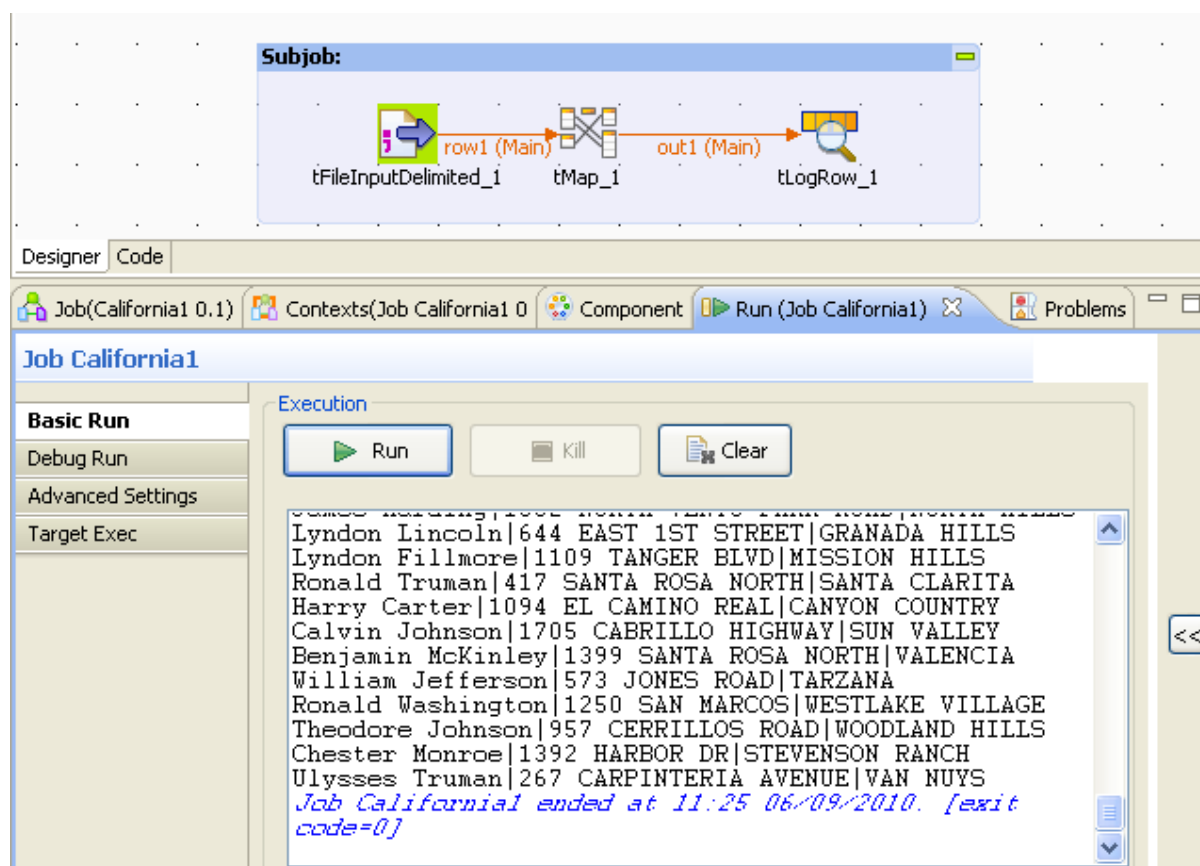 Subjob:
row1 (Main)
out1 (Main)
tFileInputDelimited_1
tMap_1
tLogRow_1
Designer
Code
Job(California1 0.1)
Contexts(Job California1 0
Component
Run (Job California1)
Problems
Job California1
Basic Run
Debug Run
Advanced Settings
Target Exec
Execution
Run
Kill
Clear
<<
Lyndon Lincoln|644 EAST 1ST STREET|GRANADA HILLS
Lyndon Fillmore|1109 TANGER BLVD|MISSION HILLS
Ronald Truman|417 SANTA ROSA NORTH|SANTA CLARITA
Harry Carter|1094 EL CAMINO REAL|CANYON COUNTRY
Calvin Johnson|1705 CABRILLO HIGHWAY|SUN VALLEY
Benjamin McKinley|1399 SANTA ROSA NORTH|VALENCIA
William Jefferson|573 JONES ROAD|TARZANA
Ronald Washington|1250 SAN MARCOS|WESTLAKE VILLAGE
Theodore Johnson|957 CERRILLOS ROAD|WOODLAND HILLS
Chester Monroe|1392 HARBOR DR|STEVENSON RANCH
Ulysses Truman|267 CARPINTERIA AVENUE|VAN NUYS
Job California1 ended at 11:25 06/09/2010. [exit
code=0]